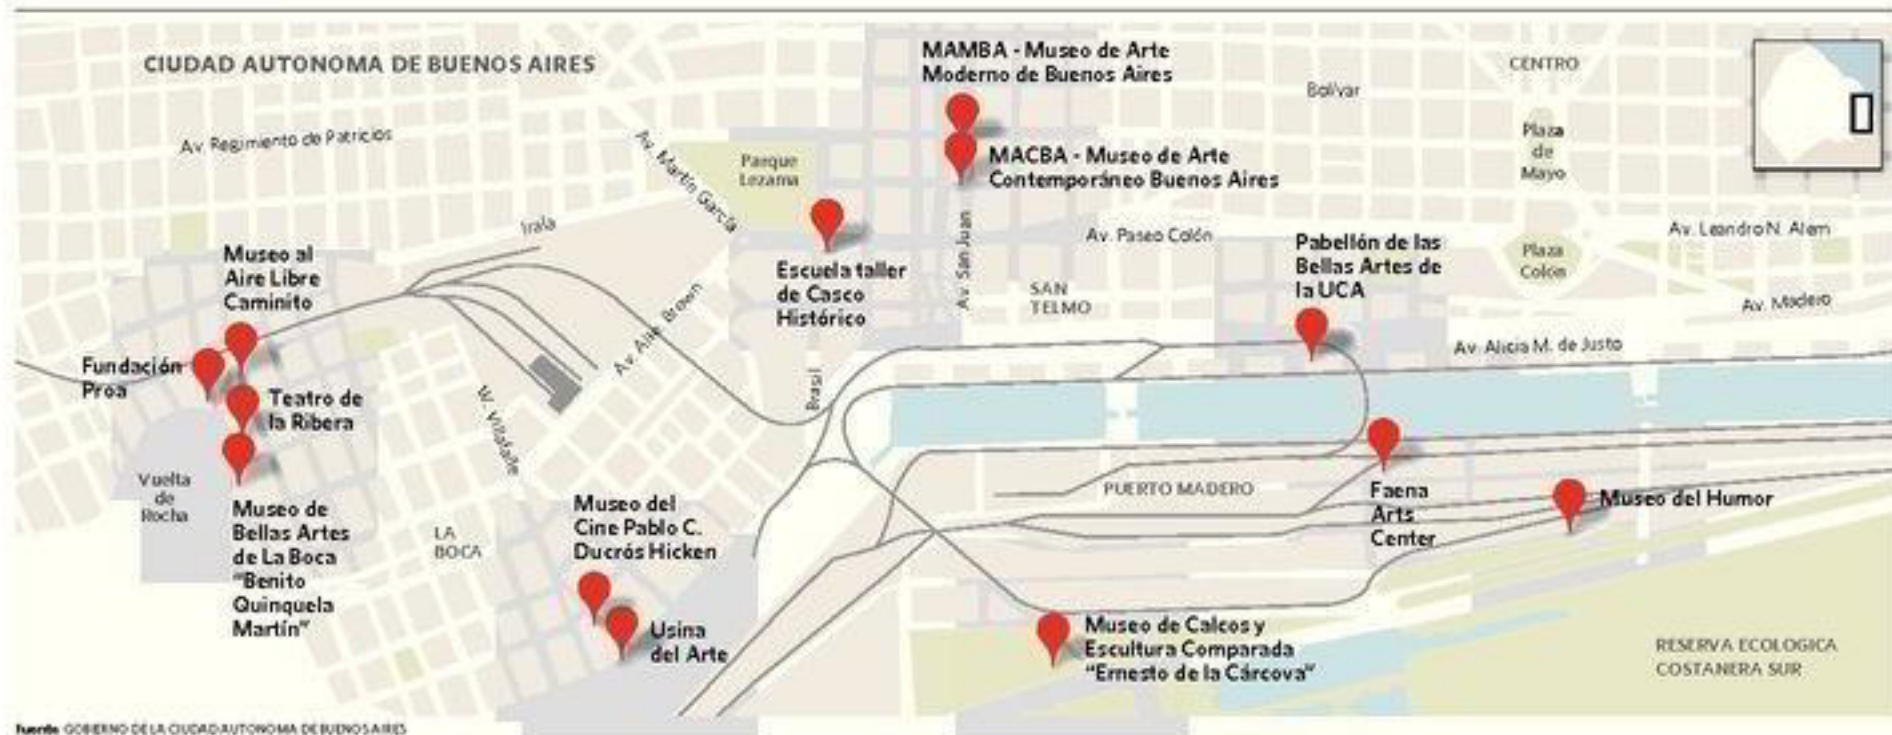 CIUDAD AUTONOMA DE BUENOS AIRES
MAMBA - Museo de Arte
Moderno de Buenos Aires
CENTRO
Bolívar
Av. Regimiento de Patricios
Av. Martín García
Parque
Lezama
MACBA - Museo de Arte
Contemporáneo Buenos Aires
Plaza
de
Mayo
Irala
Museo al
Aire Libre
Caminito
Escuela taller
de Casco
Histórico
Av. San Juan
Av. Paseo Colón
SAN
TELMO
Pabellón de las
Bellas Artes de
la UCA
Plaza
Colón
Av. Leandro N. Alem
Av. Madero
Av. Alicia M. de Justo
Fundación
Proa
Teatro de
la Ribera
Av. Alte. Brown
Brasil
W. Villafañe
Vuelta
de
Rocha
Museo de
Bellas Artes
de La Boca
"Benito
Quinquela
Martín"
LA
BOCA
Museo del
Cine Pablo C.
Ducrós Hicken
Usina
del Arte
PUERTO MADERO
Faena
Arts
Center
Museo del Humor
Museo de Calcos y
Escultura Comparada
"Ernesto de la Cárcova"
RESERVA ECOLOGICA
COSTANERA SUR
Fuente GOBIERNO DE LA CIUDAD AUTONOMA DE BUENOS AIRES